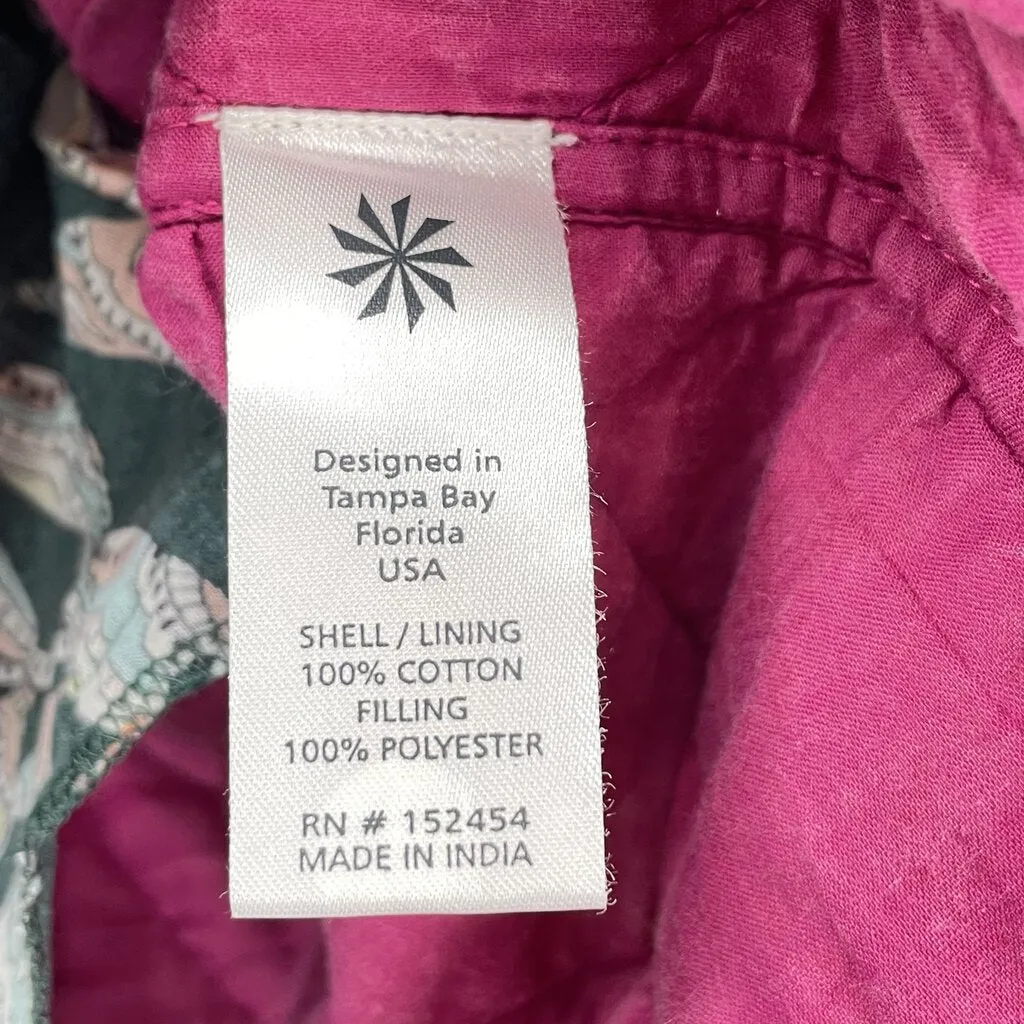 Designed in
Tampa Bay
Florida
USA
SHELL / LINING
100% COTTON
FILLING
100% POLYESTER
RN # 152454
MADE IN INDIA